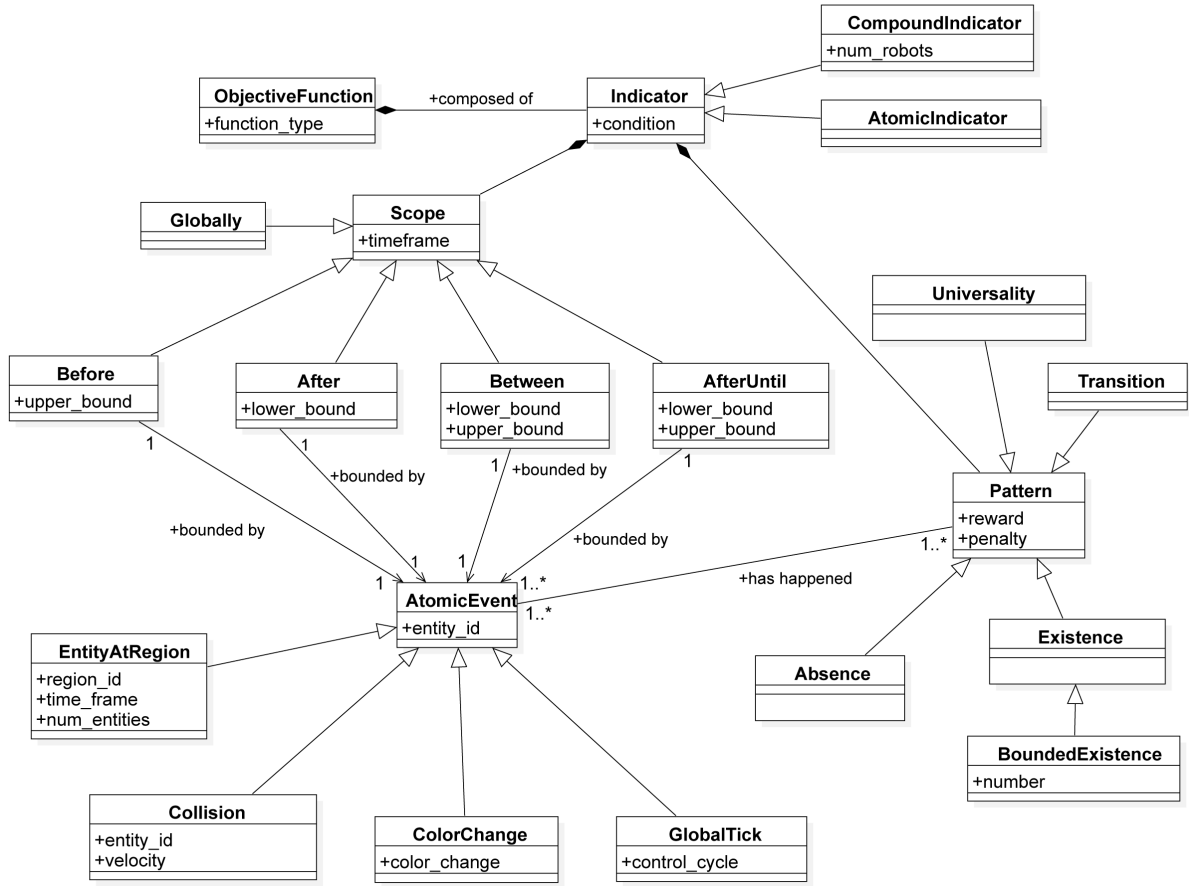 CompoundIndicator
+num_robots
ObjectiveFunction
+function_type
+composed of
Indicator
+condition
AtomicIndicator
Globally
Scope
+timeframe
Universality
Transition
Before
+upper_bound
After
+lower_bound
Between
+lower_bound
+upper_bound
AfterUntil
+lower_bound
+upper_bound
1
1
1
1
+bounded by
+bounded by
+bounded by
+bounded by
Pattern
+reward
+penalty
1..*
+has happened
1
1
1
1..*
1..*
AtomicEvent
+entity_id
EntityAtRegion
+region_id
+time_frame
+num_entities
Absence
Existence
BoundedExistence
+number
Collision
+entity_id
+velocity
ColorChange
+color_change
GlobalTick
+control_cycle